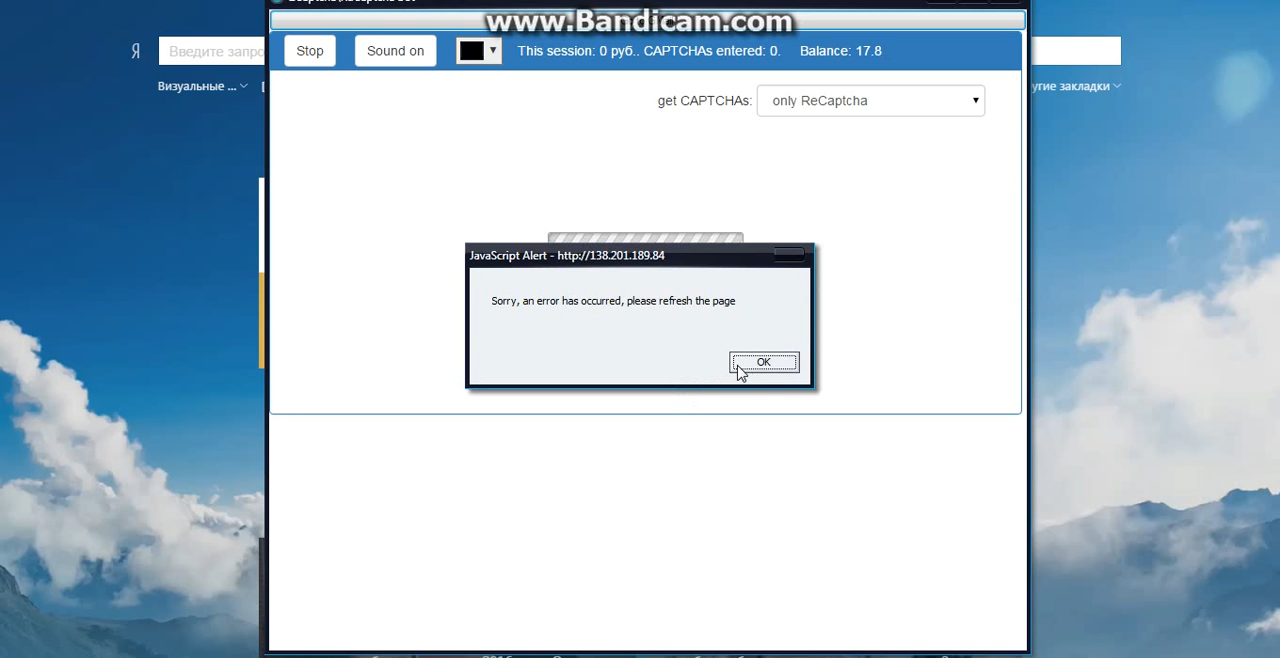 www.Bandicam.com
Я
Введите запро
Stop
Sound on
This session: 0 руб.. CAPTCHAs entered: 0.
Balance: 17.8
Визуальные ...
угие закладки
get CAPTCHAs:
only ReCaptcha
JavaScript Alert - http://138.201.189.84
Sorry, an error has occurred, please refresh the page
OK